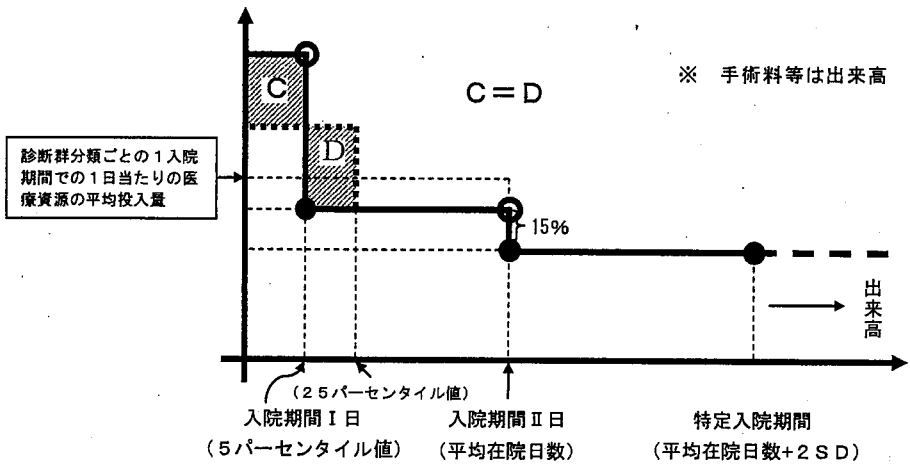 C
C=D
※ 手術料等は出来高
D
診断群分類ごとの1入院
期間での1日当たりの医
療資源の平均投入量
15%
出来高
(25パーセンタイル値)
入院期間Ⅰ日
(5パーセンタイル値)
入院期間Ⅱ日
(平均在院日数)
特定入院期間
(平均在院日数+2SD)